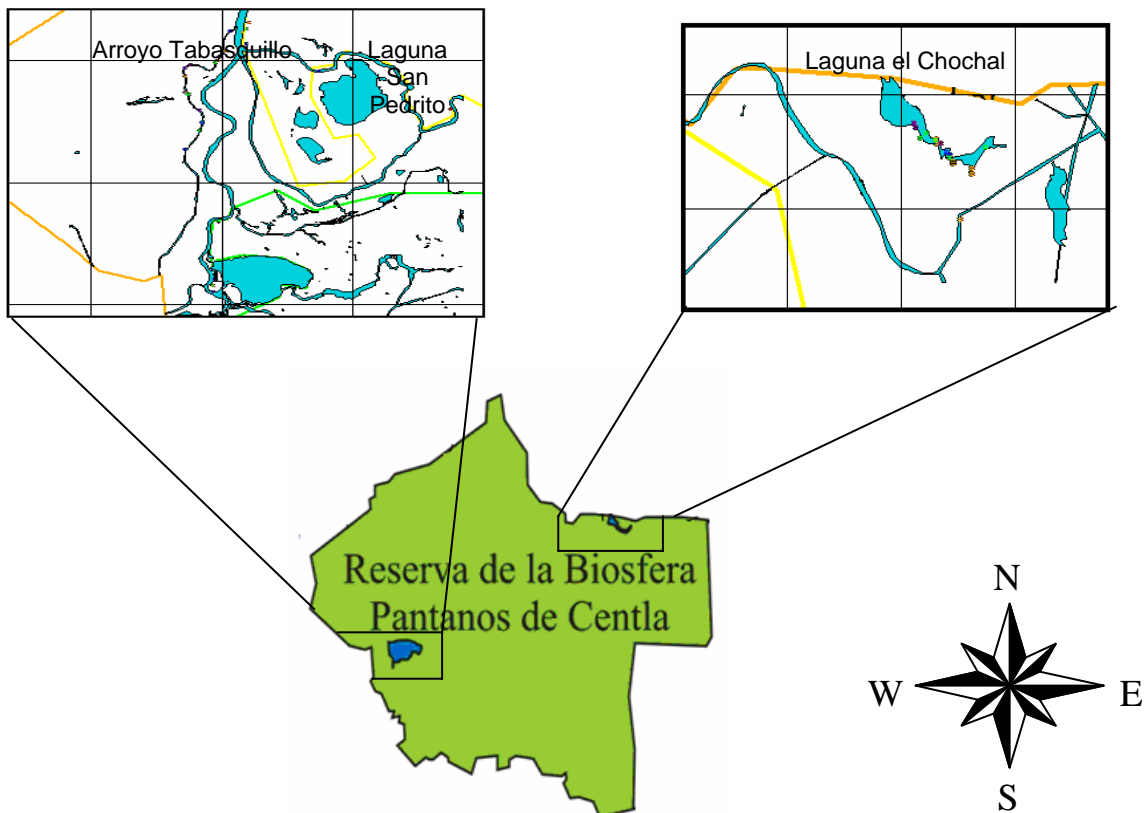 Arroyo Tabasquillo
Laguna
San
Pedrito
Laguna el Chochal
Reserva de la Biosfera
Pantanos de Centla
N
W
E
S